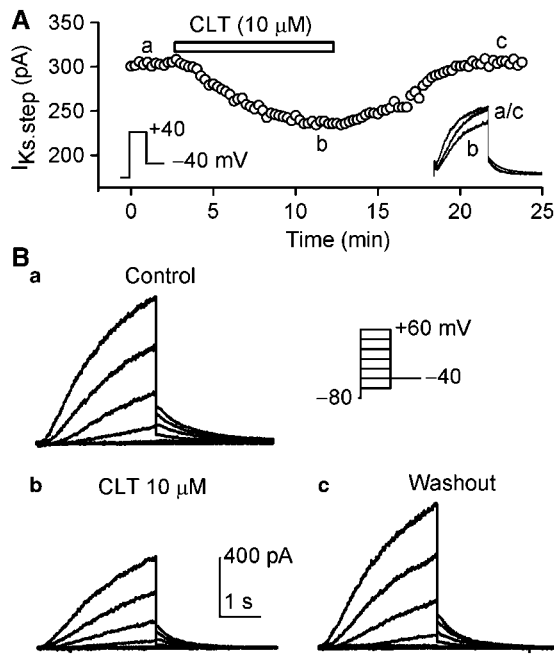 A
CLT (10 μM)
a
c
350
300
250
200
I Ks.step (pA)
+40
−40 mV
b
a/c
b
0 5 10 15 20 25
Time (min)
B
a
Control
+60 mV
−40
−80
b
CLT 10 μM
c
Washout
400 pA
1 s